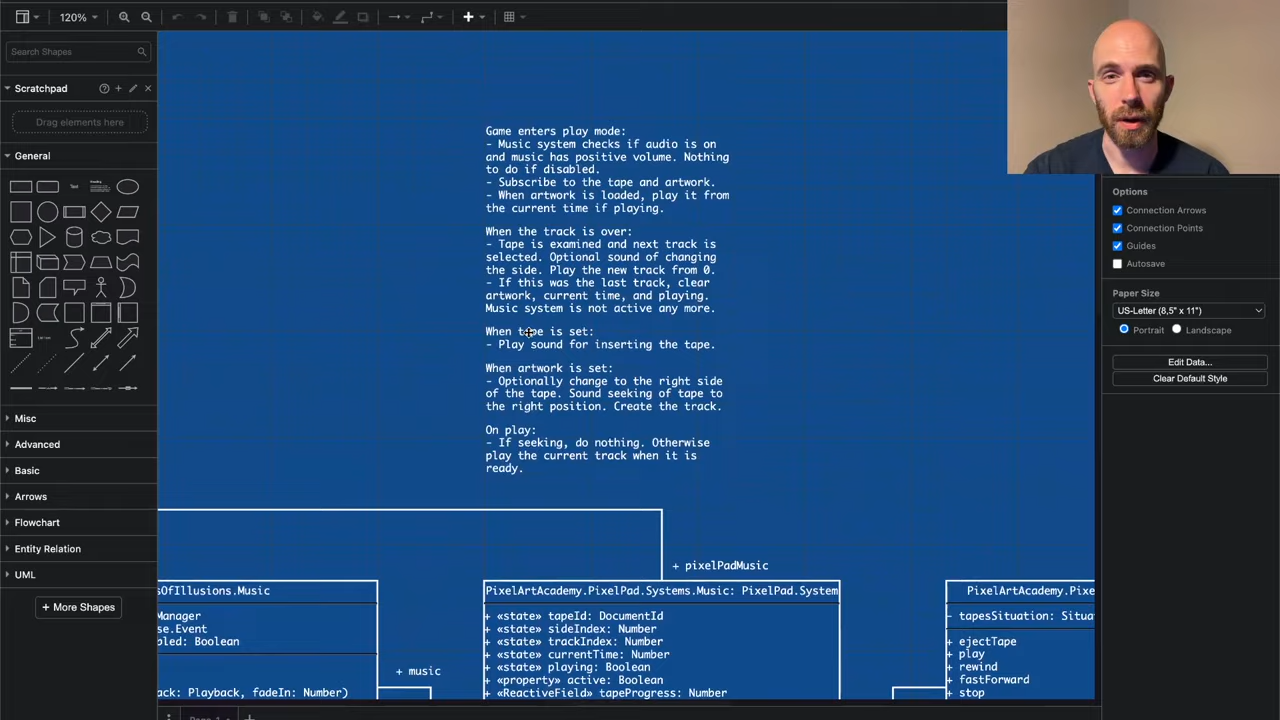 120%
Search Shapes
Scratchpad
Drag elements here
General
Text
Heading
List Item
Misc
Advanced
Basic
Arrows
Flowchart
Entity Relation
UML
+ More Shapes
Game enters play mode:
- Music system checks if audio is on
and music has positive volume. Nothing
to do if disabled.
- Subscribe to the tape and artwork.
- When artwork is loaded, play it from
the current time if playing.
When the track is over:
- Tape is examined and next track is
selected. Optional sound of changing
the side. Play the new track from 0.
- If this was the last track, clear
artwork, current time, and playing.
Music system is not active any more.
When tape is set:
- Play sound for inserting the tape.
When artwork is set:
- Optionally change to the right side
of the tape. Sound seeking of tape to
the right position. Create the track.
On play:
- If seeking, do nothing. Otherwise
play the current track when it is
ready.
+ pixelPadMusic
sOfIllusions.Music
Manager
se.Event
bled: Boolean
ack: Playback, fadeIn: Number)
+ music
PixelArtAcademy.PixelPad.Systems.Music: PixelPad.System
+ «state» tapeId: DocumentId
+ «state» sideIndex: Number
+ «state» trackIndex: Number
+ «state» currentTime: Number
+ «state» playing: Boolean
+ «property» active: Boolean
+ «ReactiveField» tapeProgress: Number
PixelArtAcademy.Pixe
- tapesSituation: Situa
+ ejectTape
+ play
+ rewind
+ fastForward
+ stop
Options
Connection Arrows
Connection Points
Guides
Autosave
Paper Size
US-Letter (8,5" x 11")
Portrait
Landscape
Edit Data...
Clear Default Style
Page-1